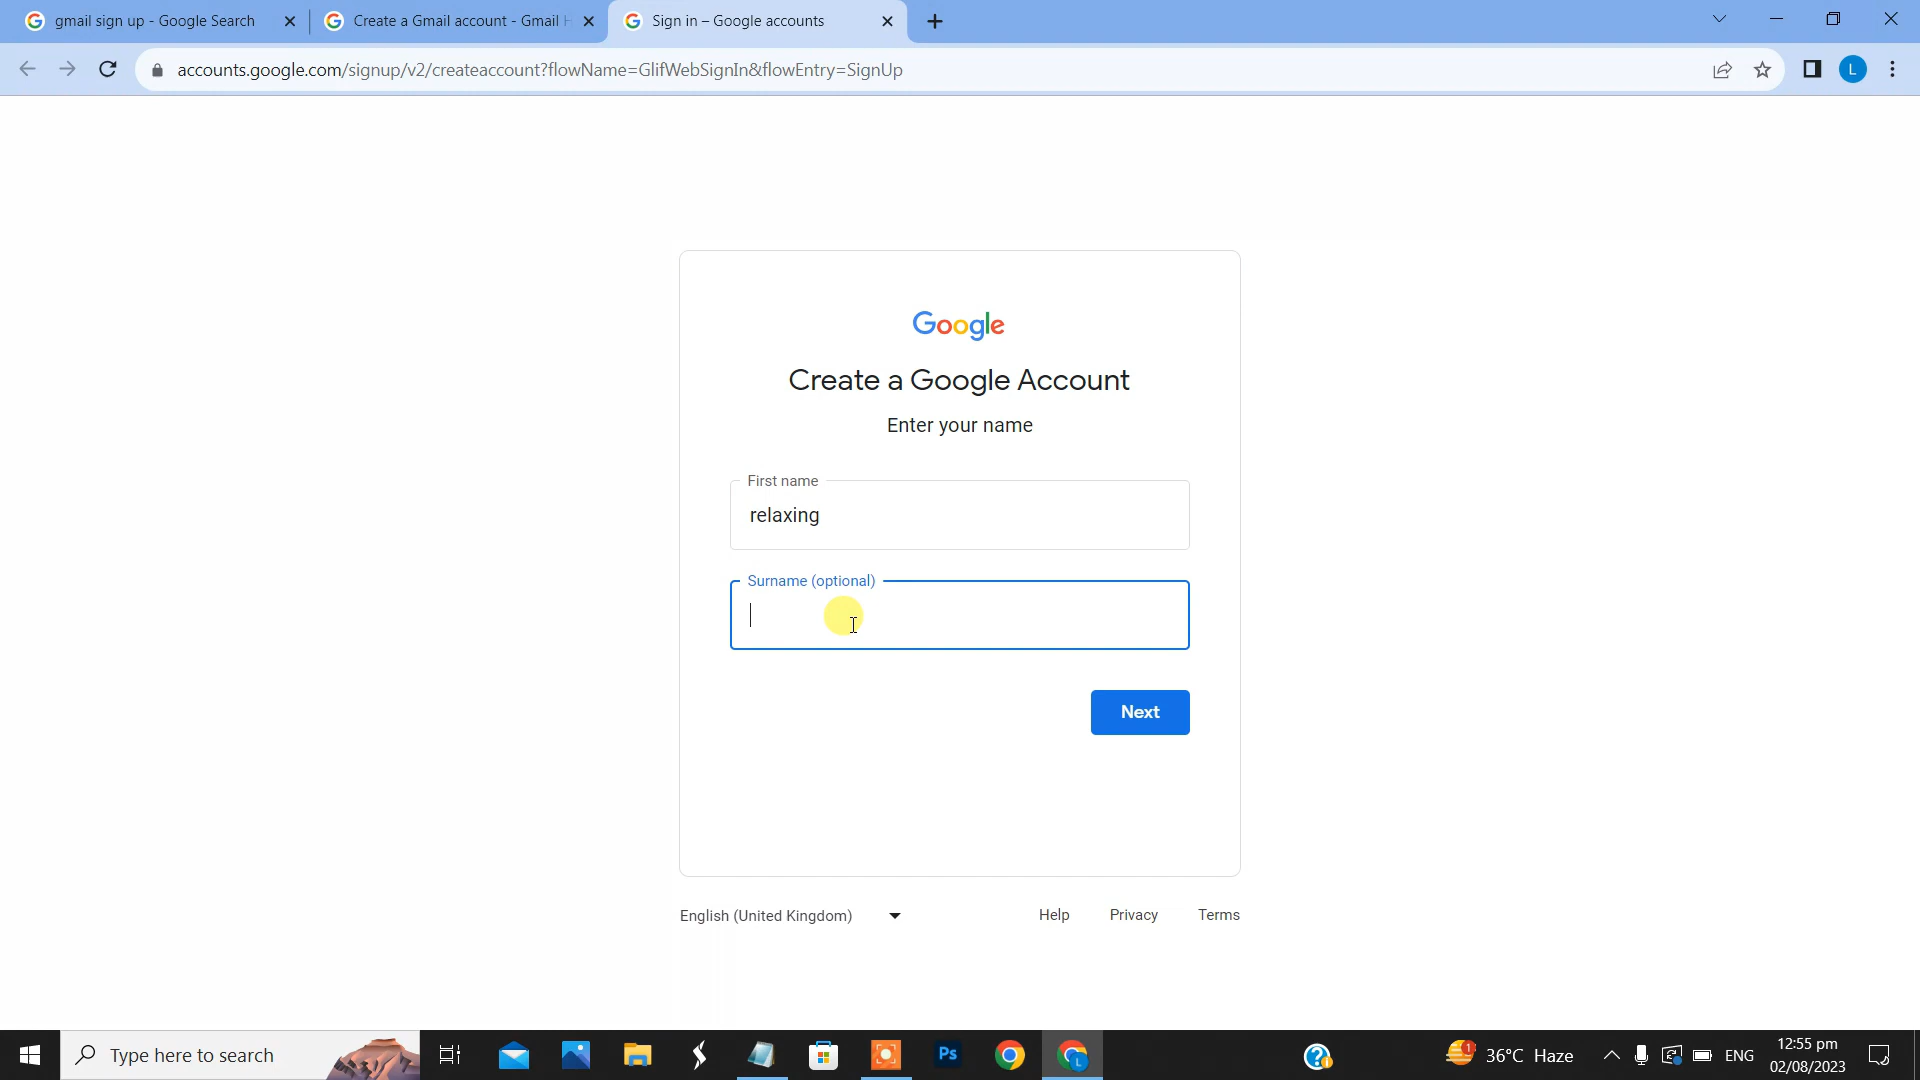 gmail sign up - Google Search
Create a Gmail account - Gmail H
Sign in – Google accounts
accounts.google.com/signup/v2/createaccount?flowName=GlifWebSignIn&flowEntry=SignUp
L
Google
Create a Google Account
Enter your name
First name
relaxing
Surname (optional)
Next
English (United Kingdom)
Help
Privacy
Terms
Type here to search
Ps
L
1
36°C Haze
ENG
12:55 pm
02/08/2023